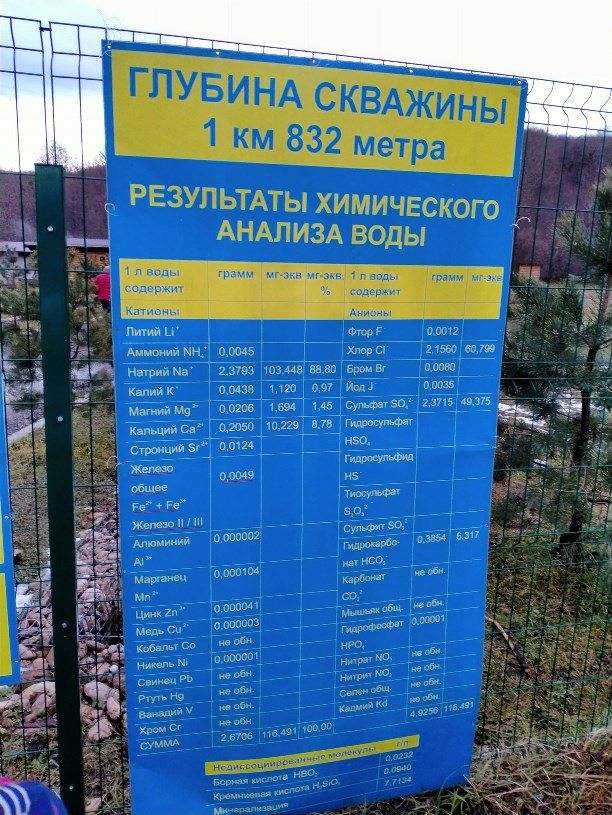 ГЛУБИНА СКВАЖИНЫ
1 км 832 метра
РЕЗУЛЬТАТЫ ХИМИЧЕСКОГО
АНАЛИЗА ВОДЫ
1 л воды содержит грамм мг-экв мг-экв. %
Катионы
Литий Li⁺
Аммоний NH₄⁺ 0,0045
Натрий Na⁺ 2,3793 103,448 88,80
Калий K⁺ 0,0438 1,120 0,97
Магний Mg²⁺ 0,0206 1,694 1,45
Кальций Ca²⁺ 0,2050 10,229 8,78
Стронций Sr²⁺ 0,0124
Железо
общее 0,0049
Fe²⁺ + Fe³⁺
Железо II / III
Алюминий 0,000002
Al³⁺
Марганец 0,000104
Mn²⁺
Цинк Zn²⁺ 0,000041
Медь Cu²⁺ 0,000003
Кобальт Co не обн.
Никель Ni 0,000001
Свинец Pb не обн.
Ртуть Hg не обн.
Ванадий V не обн.
Хром Cr не обн.
СУММА 2,6706 116,491 100,00
1 л воды содержит грамм мг-экв
Анионы
Фтор F⁻ 0,0012
Хлор Cl⁻ 2,1560 60,799
Бром Br⁻ 0,0080
Йод J⁻ 0,0035
Сульфат SO₄²⁻ 2,3715 49,375
Гидросульфат
HSO₄
Гидросульфид
HS
Тиосульфат
S₂O₃²⁻
Сульфит SO₃²⁻
Гидрокарбо- 0,3854 6,317
нат HCO₃⁻
Карбонат не обн.
CO₃²⁻
Мышьяк общ. не обн.
Гидрофосфат 0,00001
HPO₄
Нитрат NO₃ не обн.
Нитрит NO₂ не обн.
Селен общ. не обн.
Кадмий Kd не обн.
4,9256 116,491
Недиссоциированные молекулы г/л
Борная кислота HBO₂ 0,0232
Кремниевая кислота H₂SiO₃ 0,0940
Минерализация 7,7134